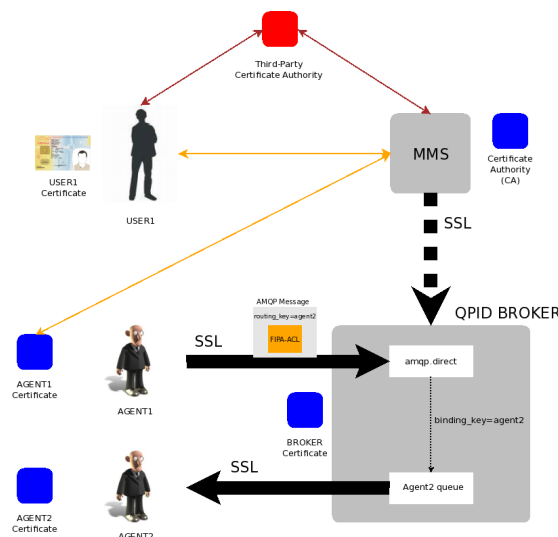 Third-Party
Certificate Authority
MMS
Certificate
Authority
(CA)
USER1
Certificate
USER1
SSL
QPID BROKER
AMQP Message
routing_key=agent2
FIPA-ACL
SSL
amqp.direct
AGENT1
Certificate
AGENT1
binding_key=agent2
BROKER
Certificate
SSL
Agent2 queue
AGENT2
Certificate
AGENT2